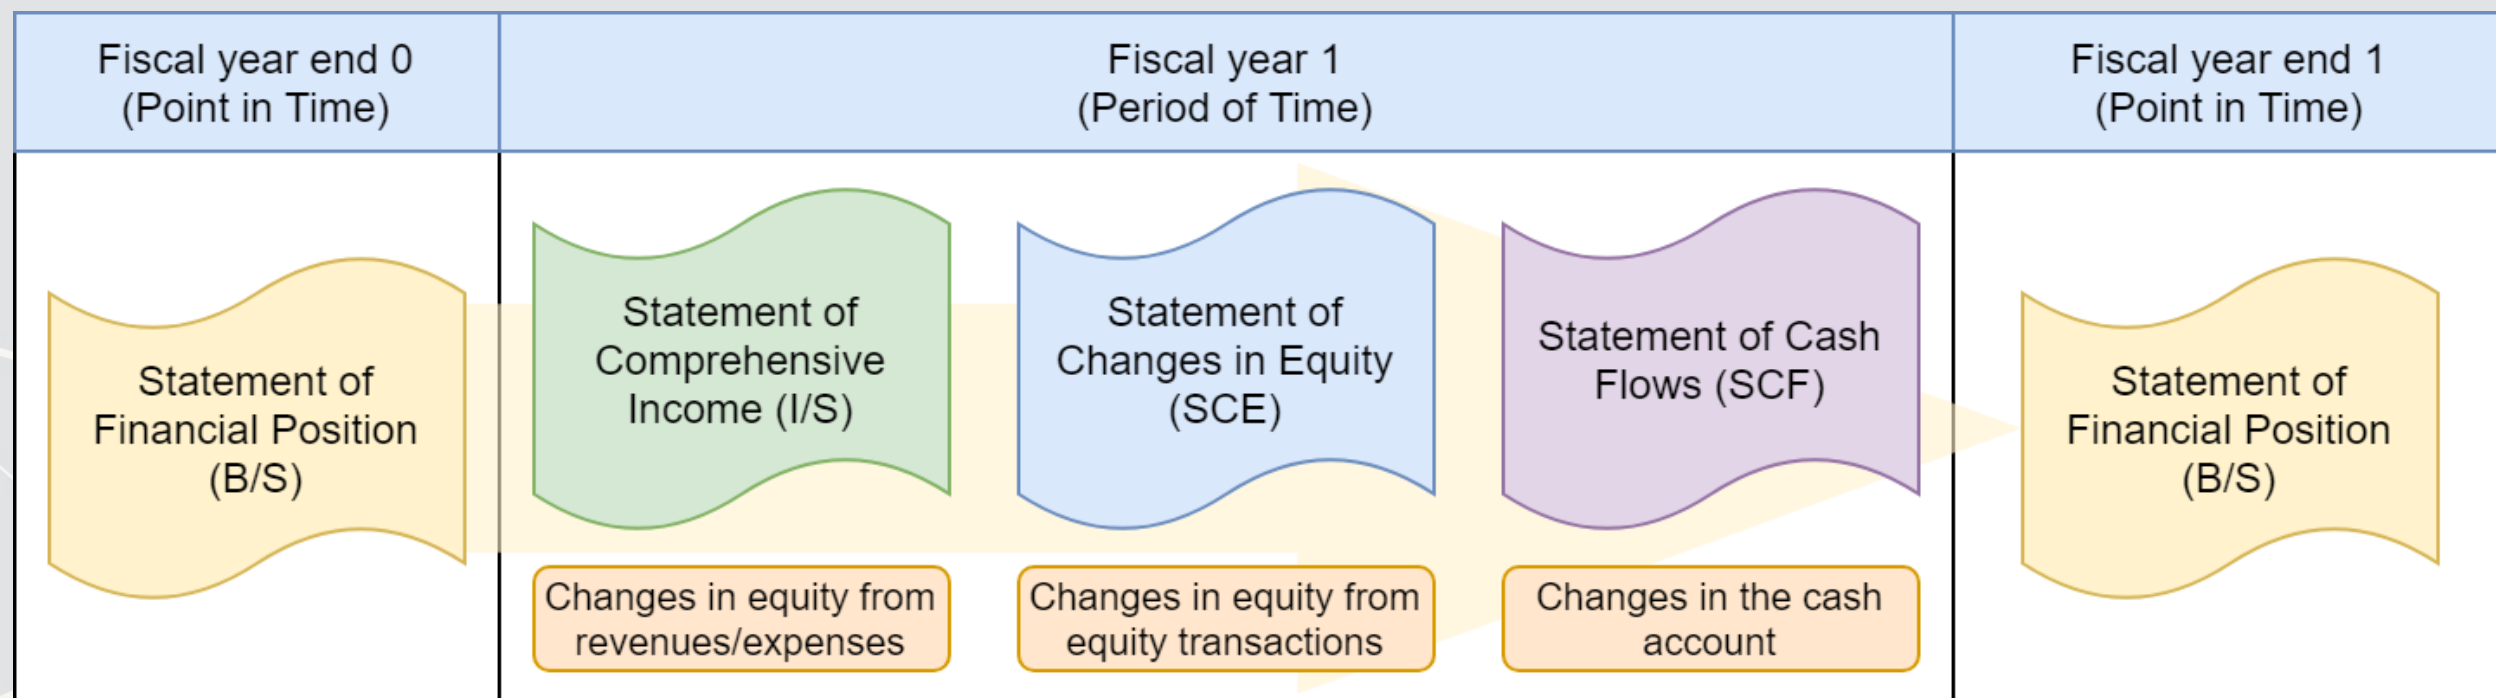 Fiscal year end 0
(Point in Time)
Fiscal year 1
(Period of Time)
Fiscal year end 1
(Point in Time)
Statement of
Financial Position
(B/S)
Statement of
Comprehensive
Income (I/S)
Changes in equity from
revenues/expenses
Statement of
Changes in Equity
(SCE)
Changes in equity from
equity transactions
Statement of Cash
Flows (SCF)
Changes in the cash
account
Statement of
Financial Position
(B/S)